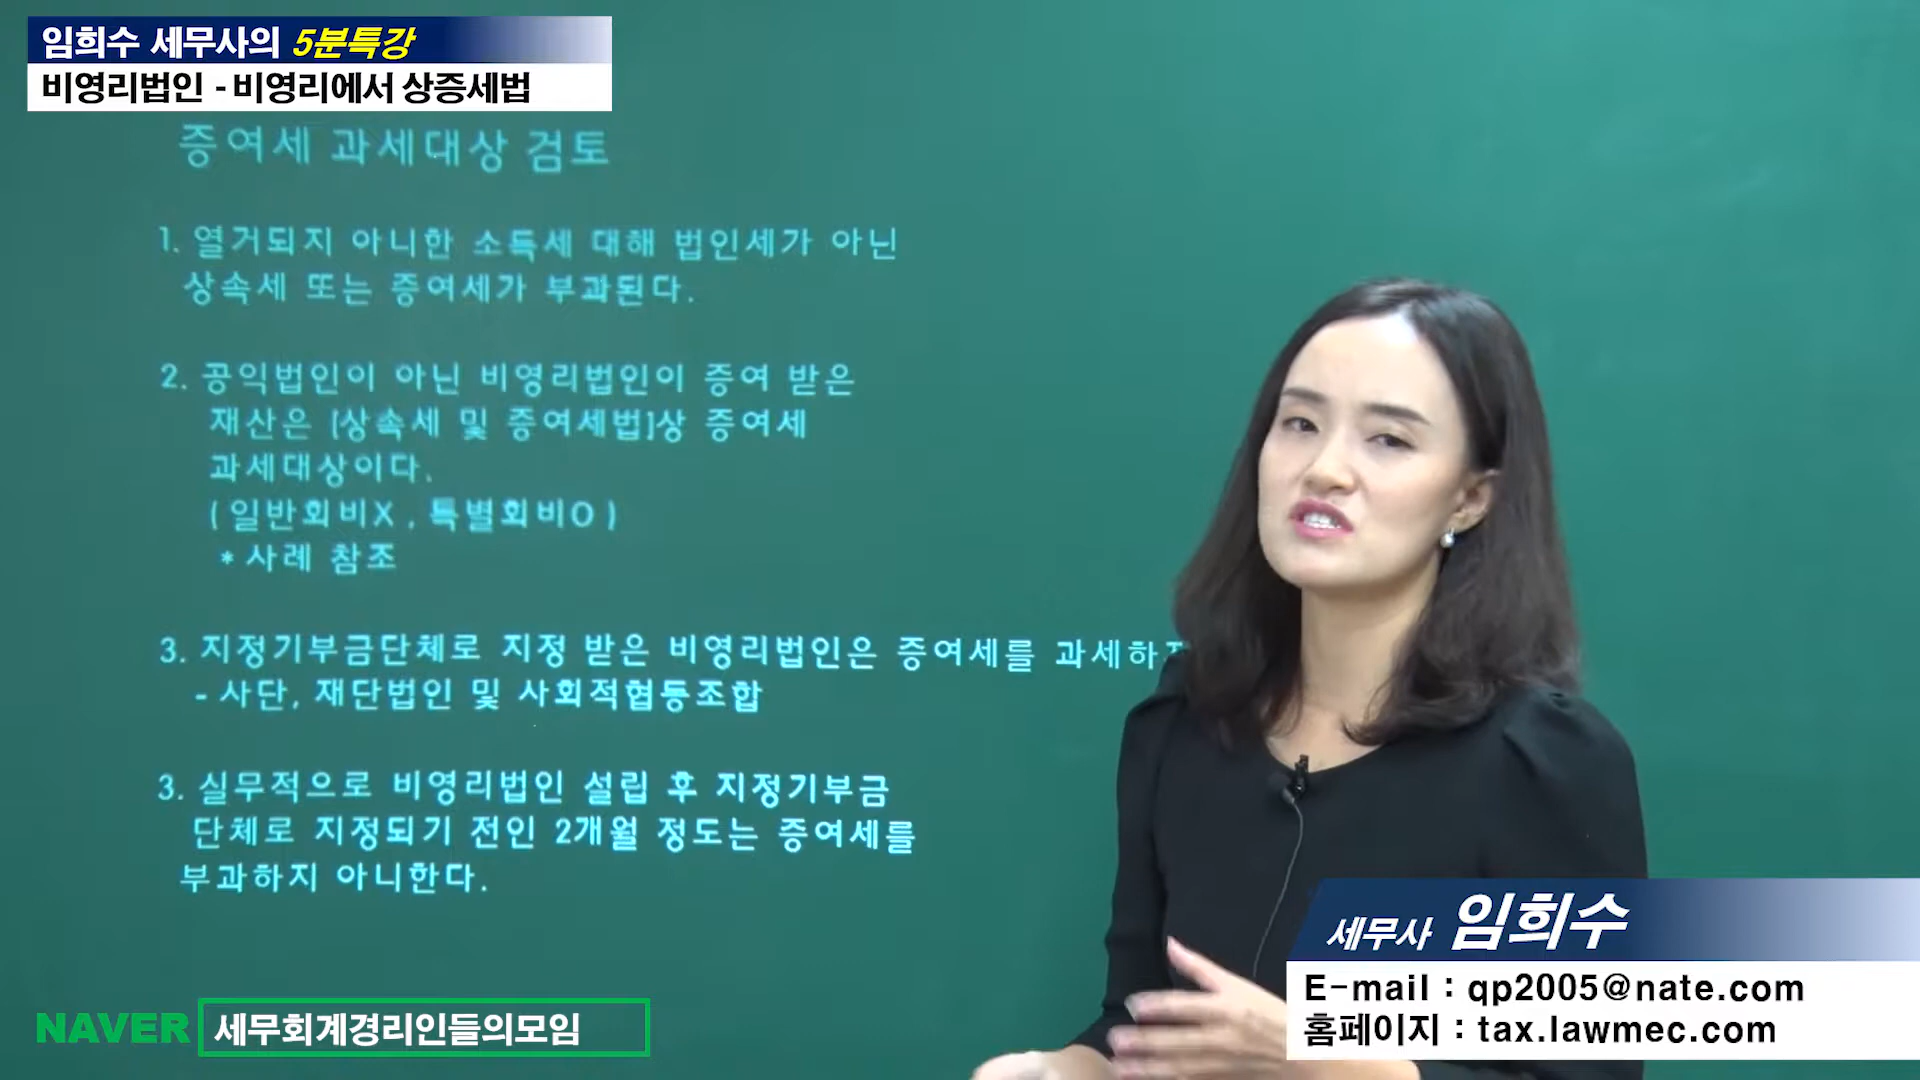 임희수 세무사의 5분특강
비영리법인 - 비영리에서 상증세법
증여세 과세대상 검토
1. 열거되지 아니한 소득세 대해 법인세가 아닌
상속세 또는 증여세가 부과된다.
2. 공익법인이 아닌 비영리법인이 증여 받은
재산은 [상속세 및 증여세법]상 증여세
과세대상이다.
( 일반회비X , 특별회비O )
* 사례 참조
3. 지정기부금단체로 지정 받은 비영리법인은 증여세를
- 사단, 재단법인 및 사회적협동조합
3. 실무적으로 비영리법인 설립 후 지정기부금
단체로 지정되기 전인 2개월 정도는 증여세를
부과하지 아니한다.
세무사 임희수
E-mail : qp2005@nate.com
홈페이지 : tax.lawmec.com
NAVER 세무회계경리인들의모임